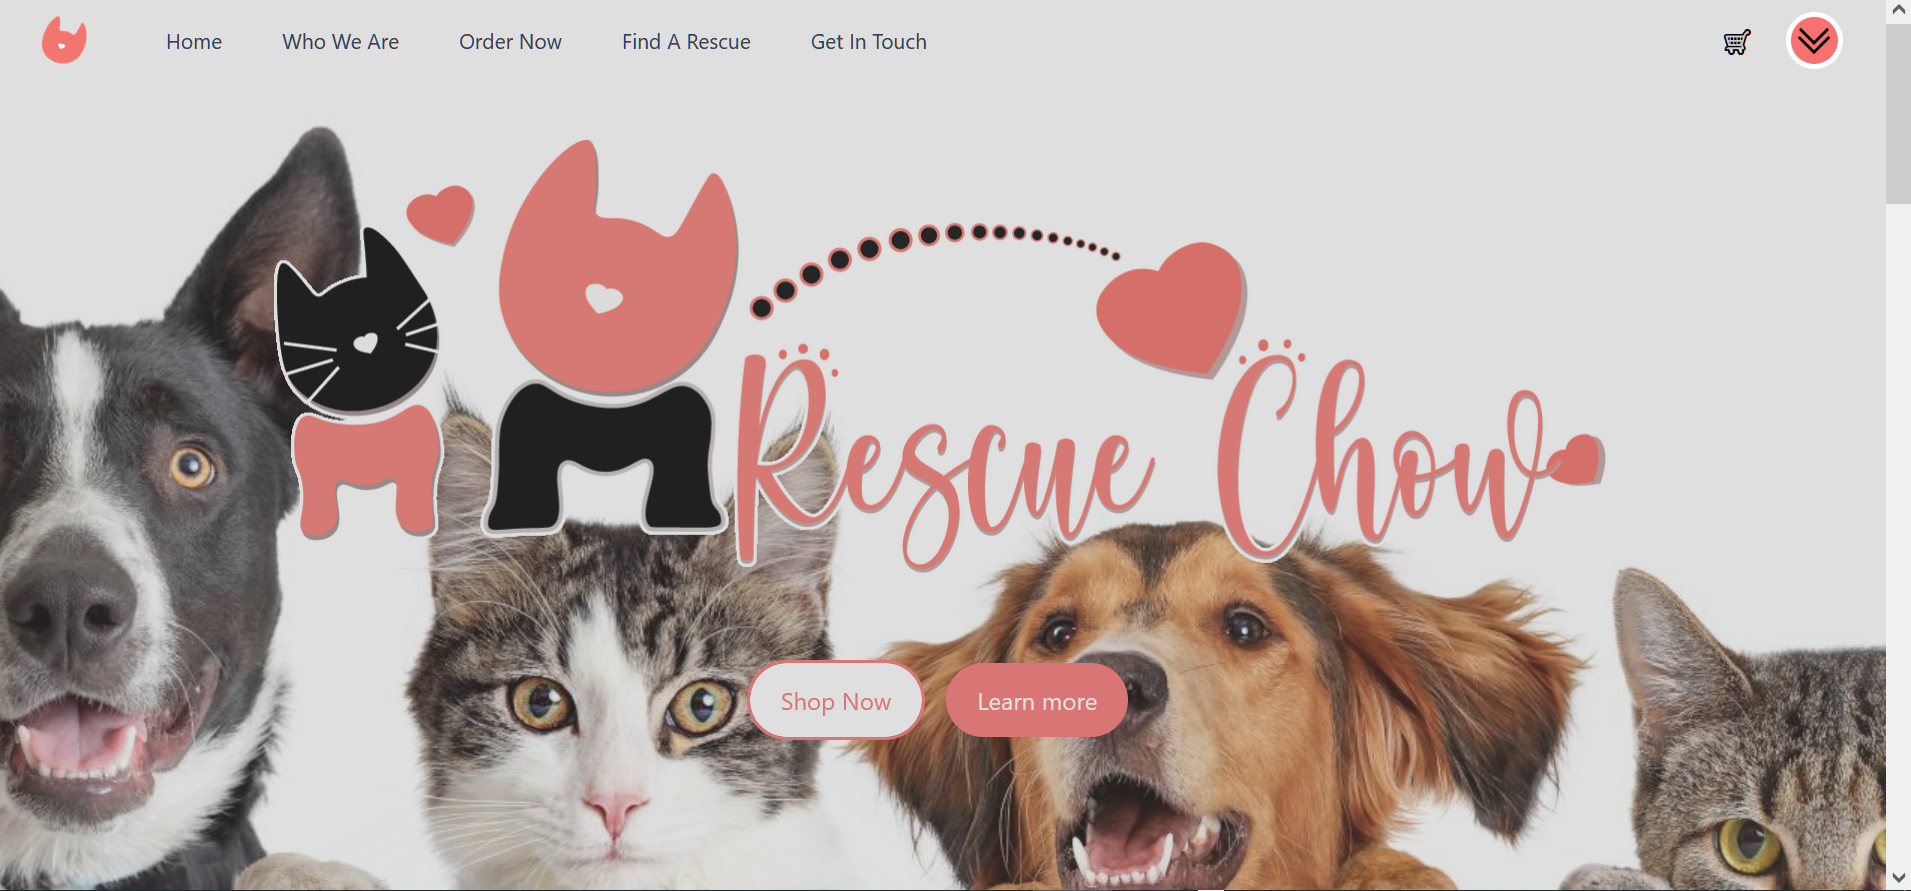 Home
Who We Are
Order Now
Find A Rescue
Get In Touch
Rescue Chow
Shop Now
Learn more